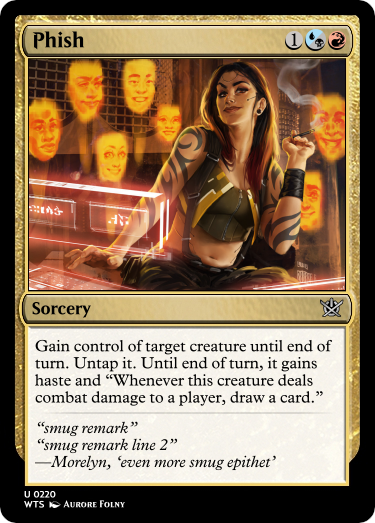 Phish 1
Sorcery
Gain control of target creature until end of
turn. Untap it. Until end of turn, it gains
haste and “Whenever this creature deals
combat damage to a player, draw a card.”
“smug remark”
“smug remark line 2”
—Morelyn, ‘even more smug epithet’
U 0220
WTS Aurore Folny